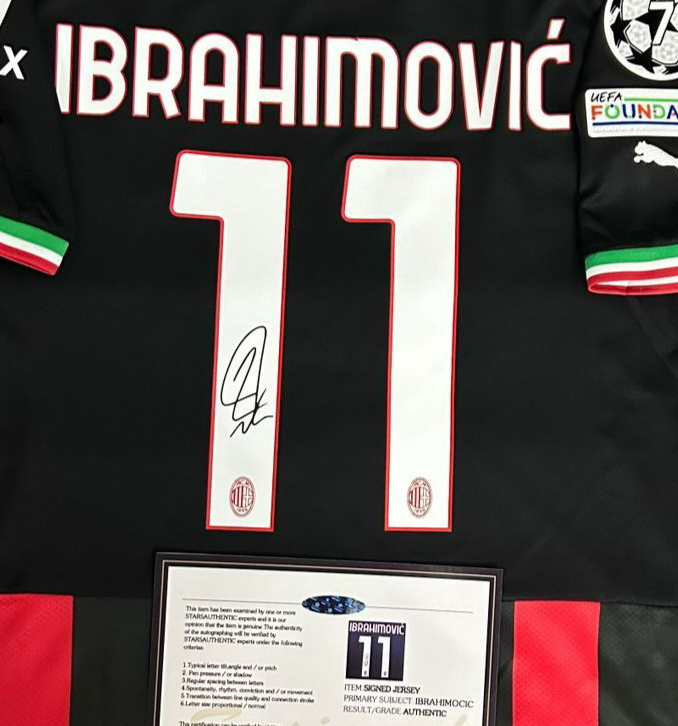 X
IBRAHIMOVIĆ
7
UEFA
FOUNDA
11
This item has been examined by one or more
STARSAUTHENTIC experts and it is our
opinion that the item is genuine. The authenticity
of the autographing will be verified by
STARSAUTHENTIC experts under the following
criterias.
1.Typical letter tilt,angle and / or pitch
2. Pen pressure / or shadow
3.Regular spacing between letters
4.Spontaneity, rhythm, conviction and / or movement
5.Transition between line quality and connection stroke
6.Letter size proportional / normal
IBRAHIMOVIĆ
11
ITEM SIGNED JERSEY
PRIMARY SUBJECT: IBRAHIMOCIC
RESULT/GRADE AUTHENTIC